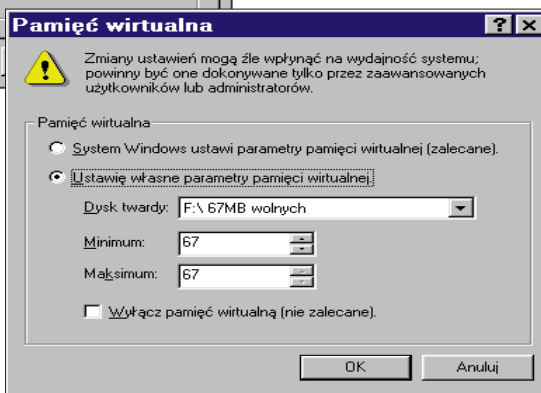 Pamięć wirtualna
Zmiany ustawień mogą źle wpłynąć na wydajność systemu;
powinny być one dokonywane tylko przez zaawansowanych
użytkowników lub administratorów.
Pamięć wirtualna
System Windows ustawi parametry pamięci wirtualnej (zalecane).
Ustawię własne parametry pamięci wirtualnej.
Dysk twardy: F:\ 67MB wolnych
Minimum: 67
Maksimum: 67
Wyłącz pamięć wirtualną (nie zalecane).
OK Anuluj